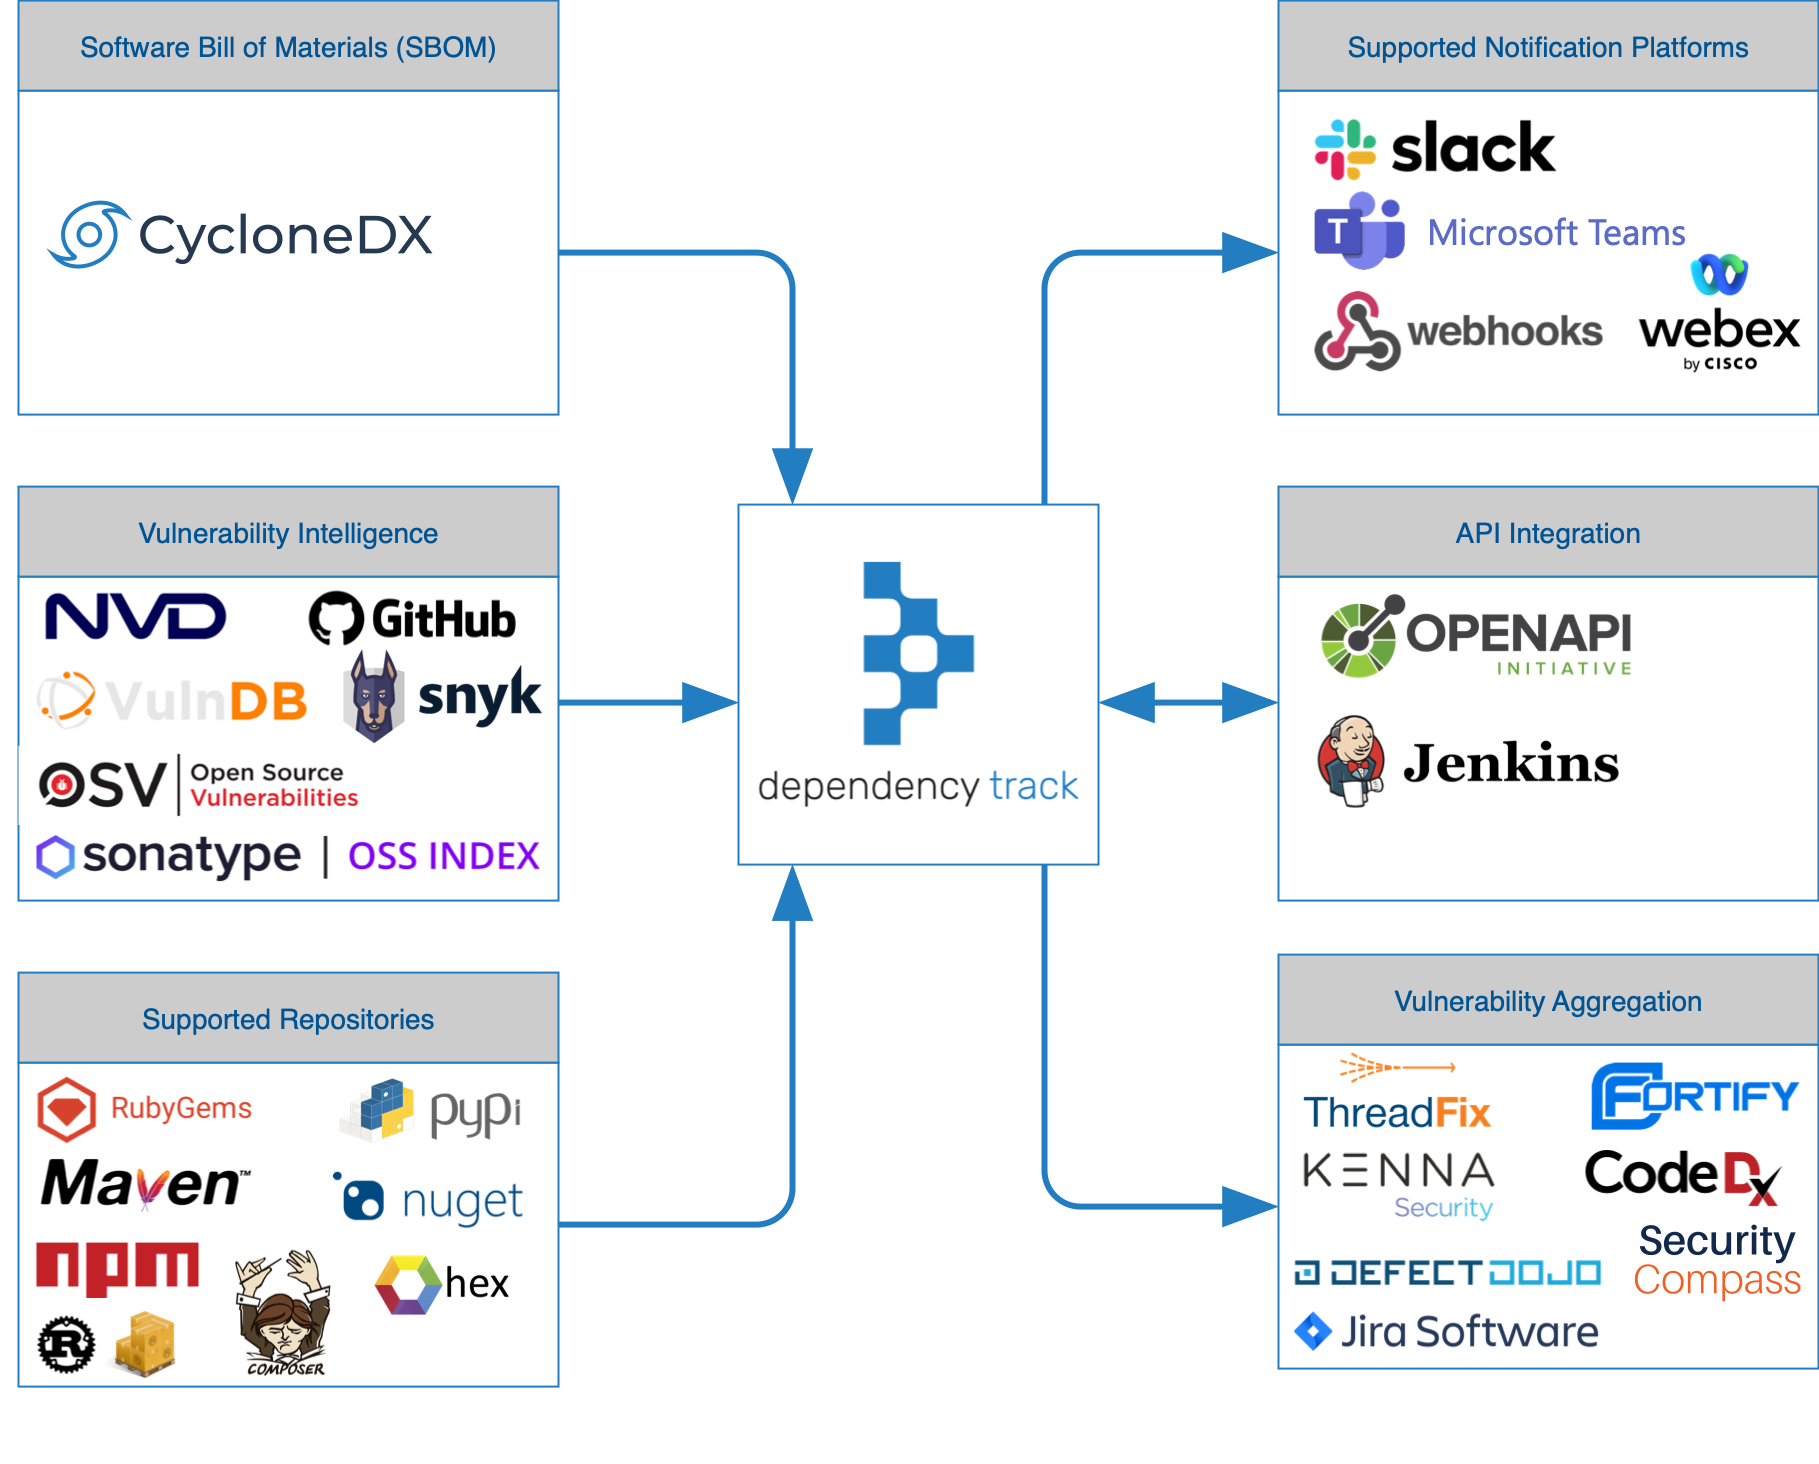 Software Bill of Materials (SBOM)
CycloneDX
Vulnerability Intelligence
NVD
GitHub
VulnDB
snyk
OSV
Open Source
Vulnerabilities
sonatype | OSS INDEX
Supported Repositories
RubyGems
pypi
Maven™
nuget
npm
hex
R
COMPOSER
dependency track
Supported Notification Platforms
slack
T
Microsoft Teams
webhooks
webex
by CISCO
API Integration
OPENAPI
INITIATIVE
Jenkins
Vulnerability Aggregation
ThreadFix
FORTIFY
KENNA
Security
CodeDx
DEFECTDOJO
Security
Compass
Jira Software